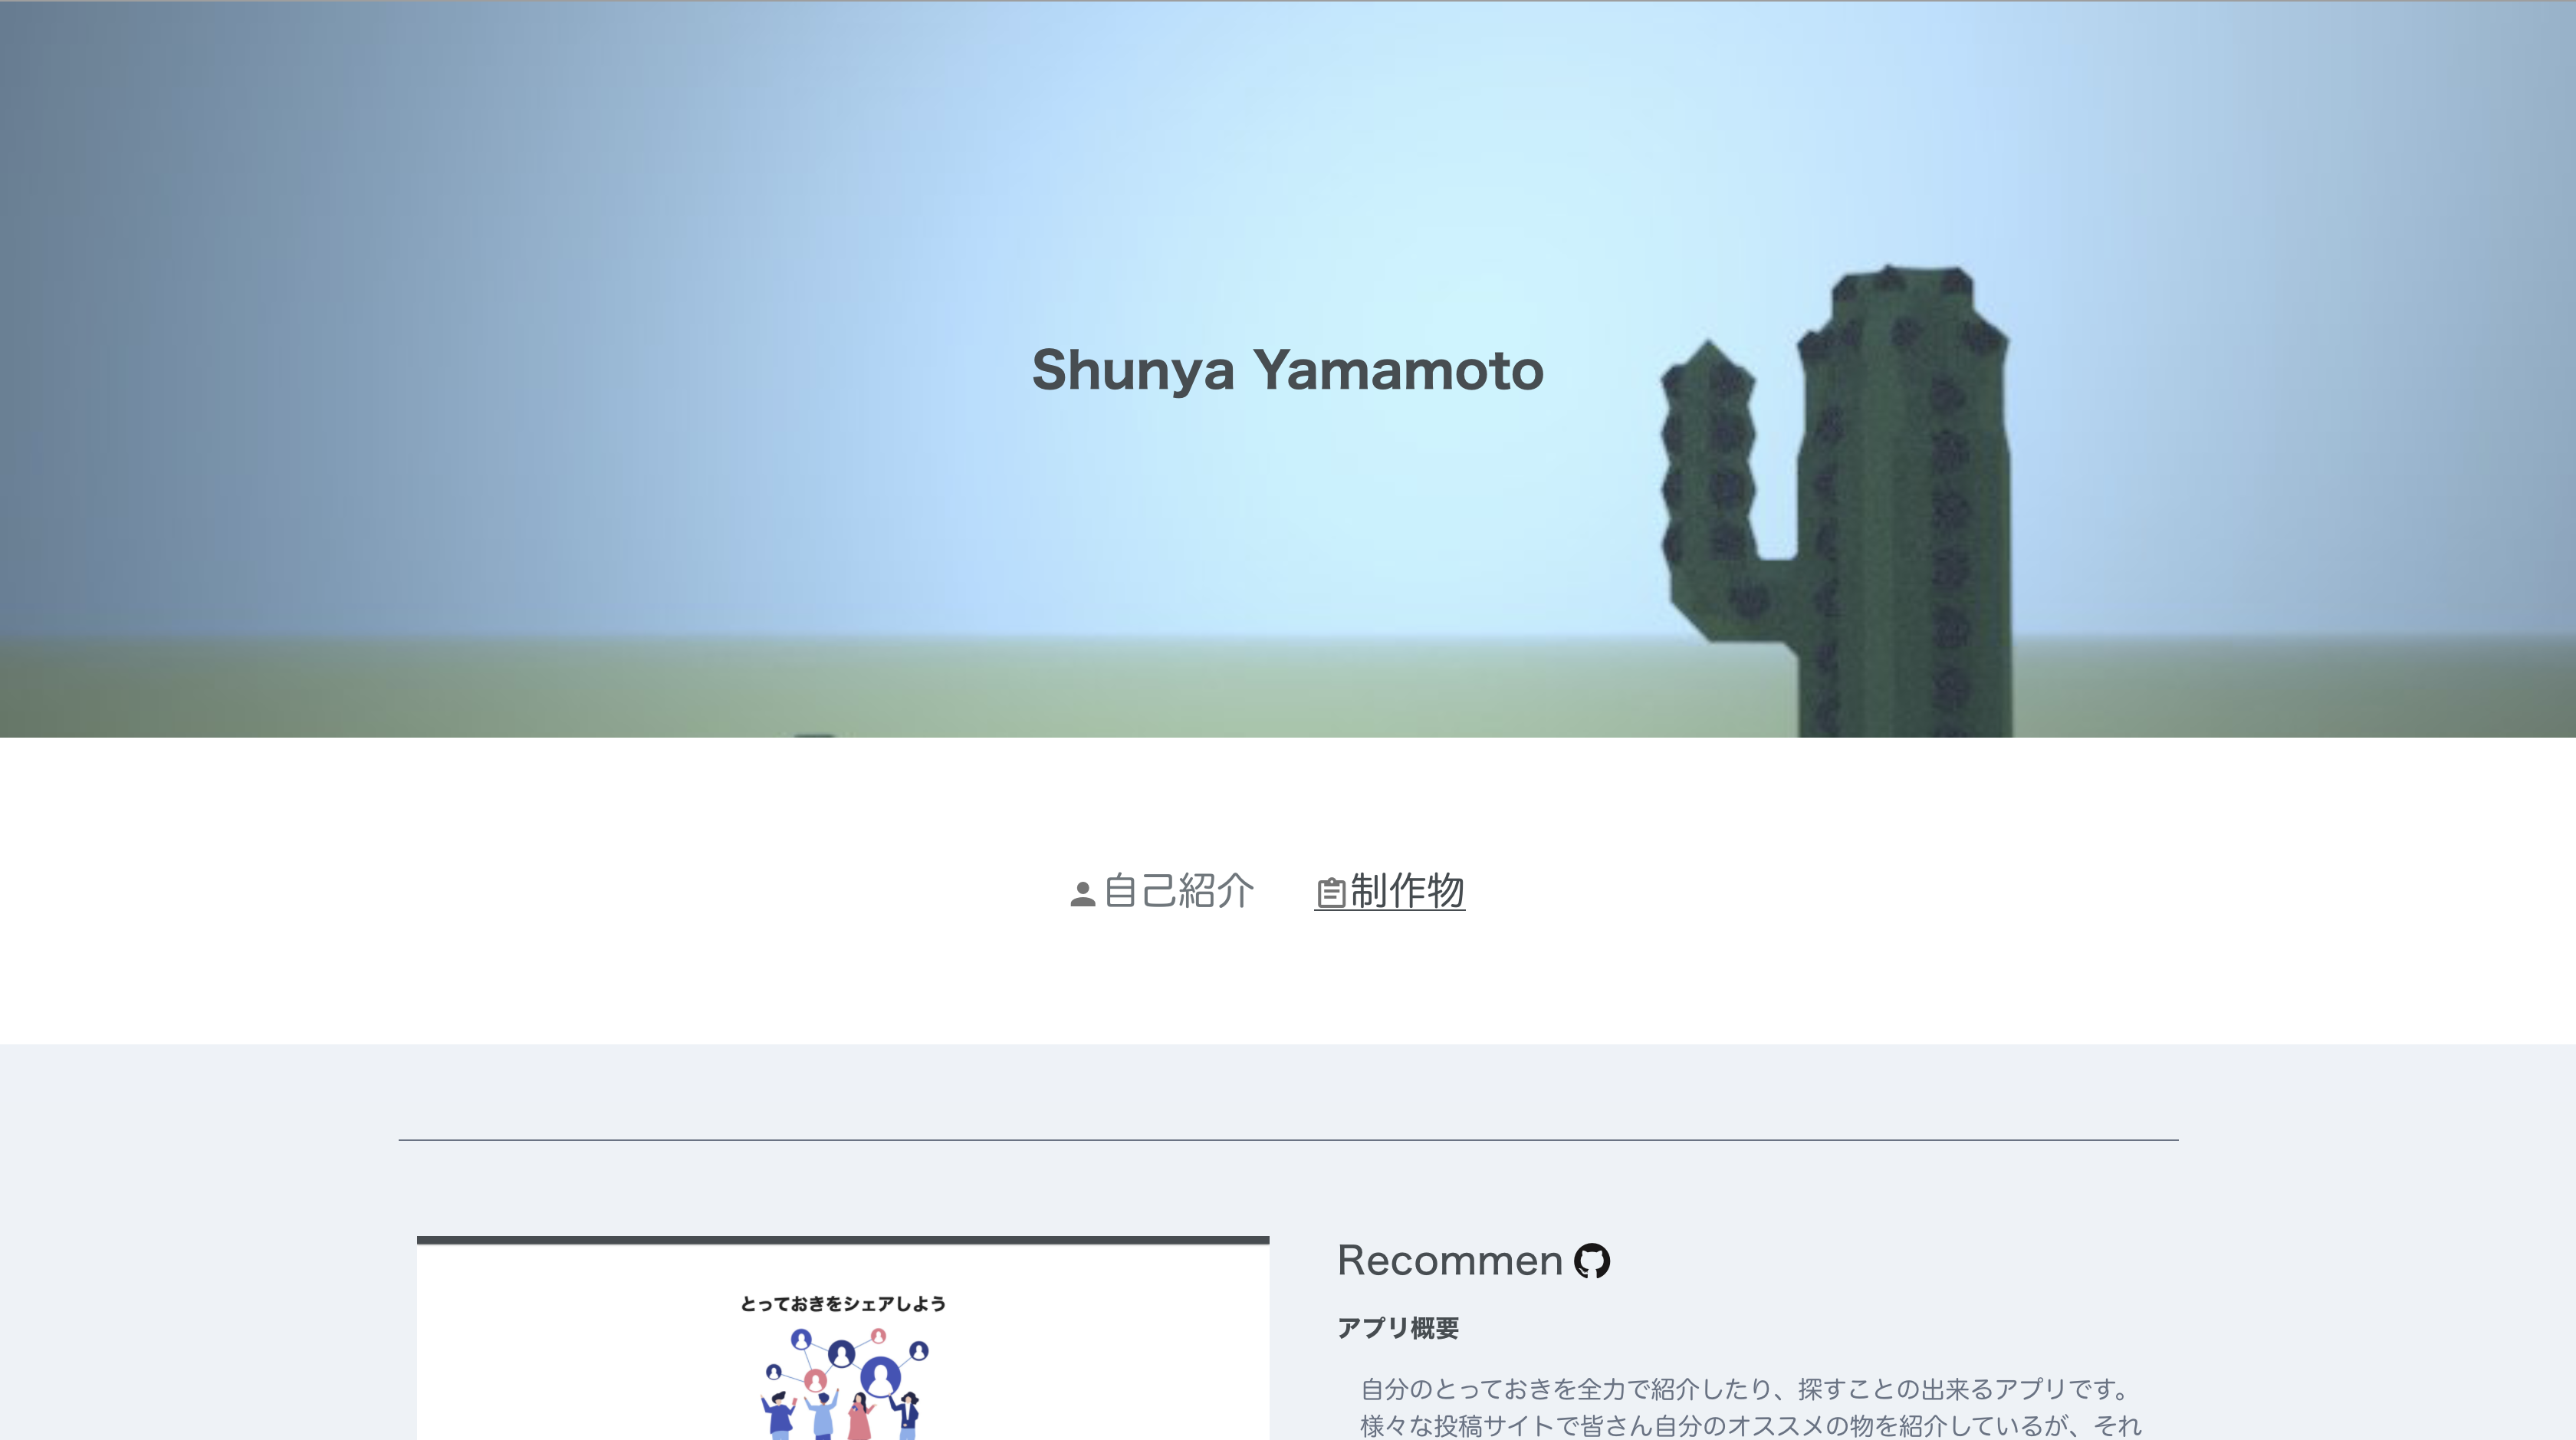 Shunya Yamamoto
自己紹介
制作物
とっておきをシェアしよう
Recommen
アプリ概要
自分のとっておきを全力で紹介したり、探すことの出来るアプリです。
様々な投稿サイトで皆さん自分のオススメの物を紹介しているが、それ